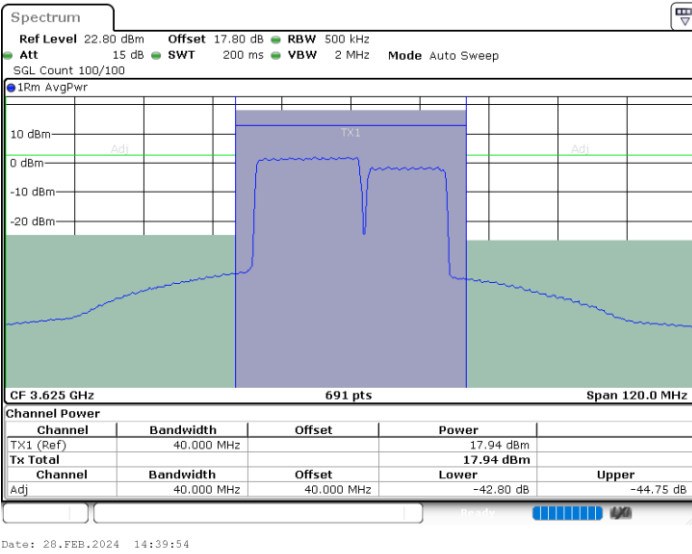 Spectrum
Ref Level 22.80 dBm Offset 17.80 dB RBW 500 kHz
Att 15 dB SWT 200 ms VBW 2 MHz Mode Auto Sweep
SGL Count 100/100
1Rm AvgPwr
10 dBm
TX1
Adj
Adj
0 dBm
-10 dBm
-20 dBm
CF 3.625 GHz 691 pts Span 120.0 MHz
Channel Power
Channel Bandwidth Offset Power
TX1 (Ref) 40.000 MHz 17.94 dBm
Tx Total 17.94 dBm
Channel Bandwidth Offset Lower Upper
Adj 40.000 MHz 40.000 MHz -42.80 dB -44.75 dB
Ready
Date: 28.FEB.2024 14:39:54